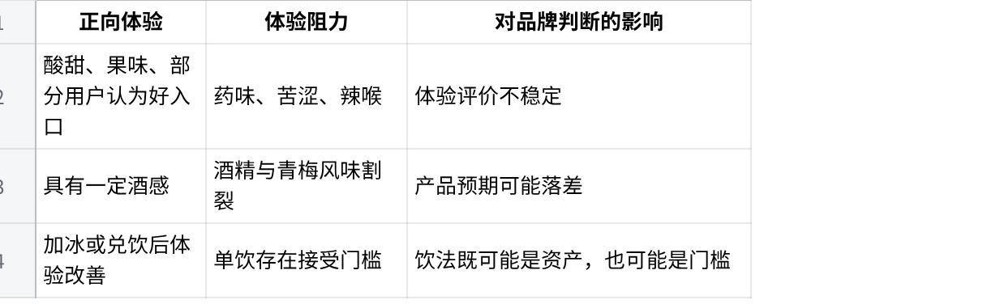 正向体验 体验阻力 对品牌判断的影响
酸甜、果味、部
分用户认为好入
口
药味、苦涩、辣喉
体验评价不稳定
具有一定酒感
酒精与青梅风味割
裂
产品预期可能落差
加冰或兑饮后体
验改善
单饮存在接受门槛
饮法既可能是资产，也可能是门槛